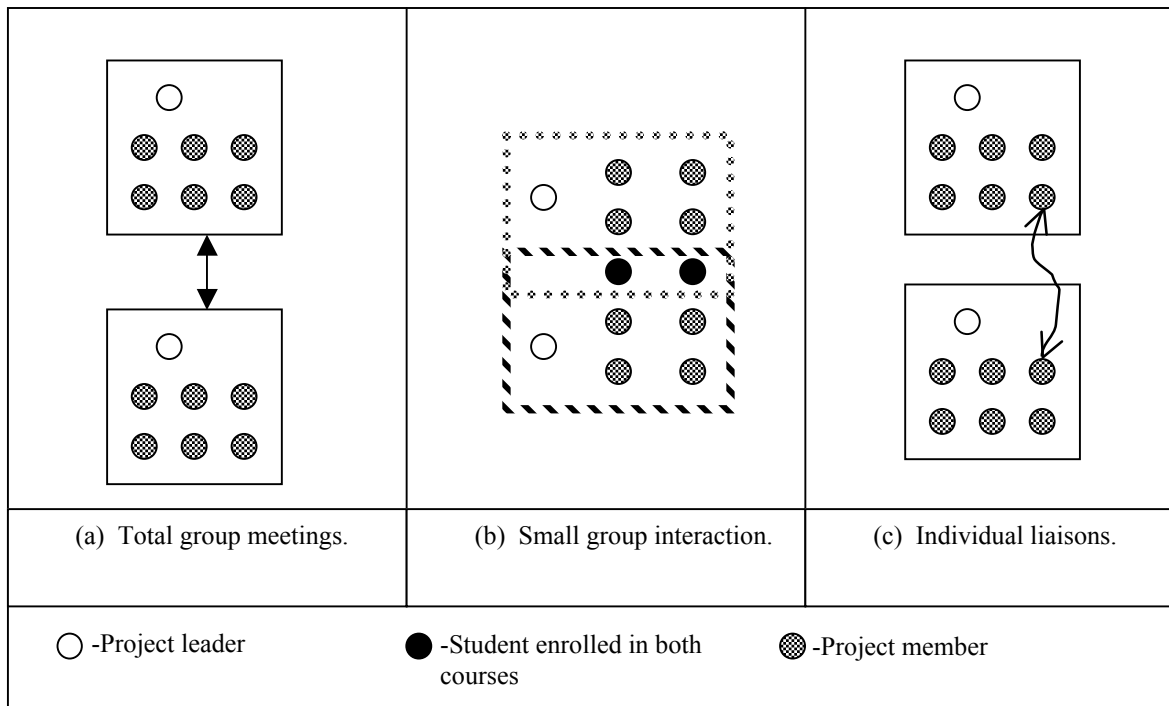 (a) Total group meetings.
(b) Small group interaction.
(c) Individual liaisons.
-Project leader
-Student enrolled in both
courses
-Project member